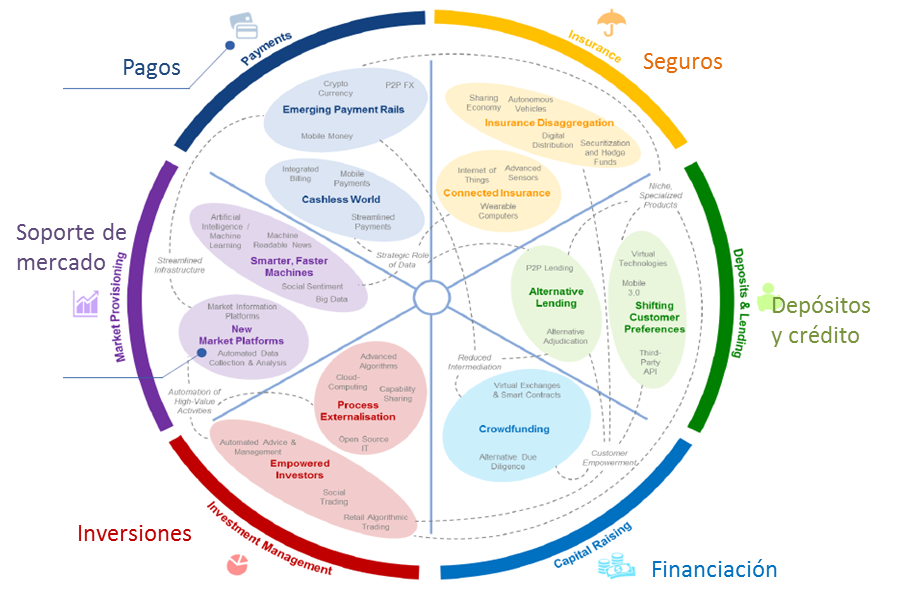 Payments
Pagos
Crypto
Currency
P2P FX
Emerging Payment Rails
Mobile Money
Integrated
Billing
Mobile
Payments
Cashless World
Streamlined
Payments
Insurance
Seguros
Sharing
Economy
Autonomous
Vehicles
Insurance Disaggregation
Digital
Distribution
Securitization
and Hedge
Funds
Internet of
Things
Advanced
Sensors
Connected Insurance
Wearable
Computers
Niche,
Specialized
Products
Soporte de
mercado
Market Provisioning
Artificial
Intelligence /
Machine
Learning
Machine
Readable News
Smarter, Faster
Machines
Social Sentiment
Big Data
Streamlined
Infrastructure
Strategic Role
of Data
Market Information
Platforms
New
Market Platforms
Automated Data
Collection & Analysis
Automation of
High-Value
Activities
Deposits & Lending
Depósitos
y crédito
P2P Lending
Alternative
Lending
Alternative
Adjudication
Virtual
Technologies
Mobile
3.0
Shifting
Customer
Preferences
Third-
Party
API
Reduced
Intermediation
Advanced
Algorithms
Cloud-
Computing
Capability
Sharing
Process
Externalisation
Open Source
IT
Automated Advice &
Management
Empowered
Investors
Social
Trading
Retail Algorithmic
Trading
Inversiones
Investment Management
Virtual Exchanges
& Smart Contracts
Crowdfunding
Alternative Due
Diligence
Customer
Empowerment
Capital Raising
Financiación